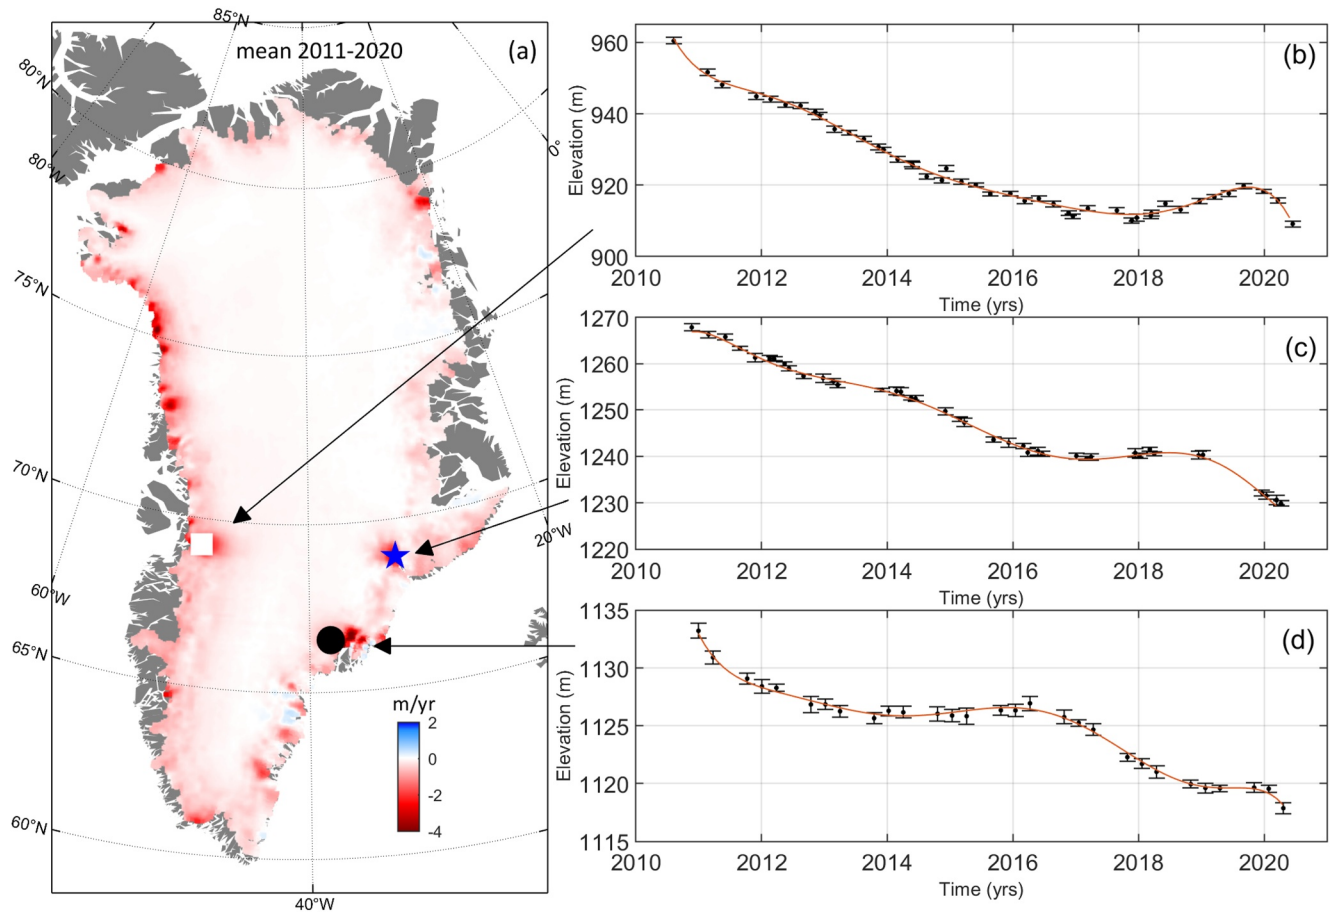 85°N
mean 2011-2020
(a)
80°N
80°W
0°
75°N
70°N
20°W
60°W
65°N
m/yr
2
0
-2
-4
60°N
40°W
(b)
Elevation (m)
960
940
920
900
2010 2012 2014 2016 2018 2020
Time (yrs)
(c)
Elevation (m)
1270
1260
1250
1240
1230
1220
2010 2012 2014 2016 2018 2020
Time (yrs)
(d)
Elevation (m)
1135
1130
1125
1120
1115
2010 2012 2014 2016 2018 2020
Time (yrs)